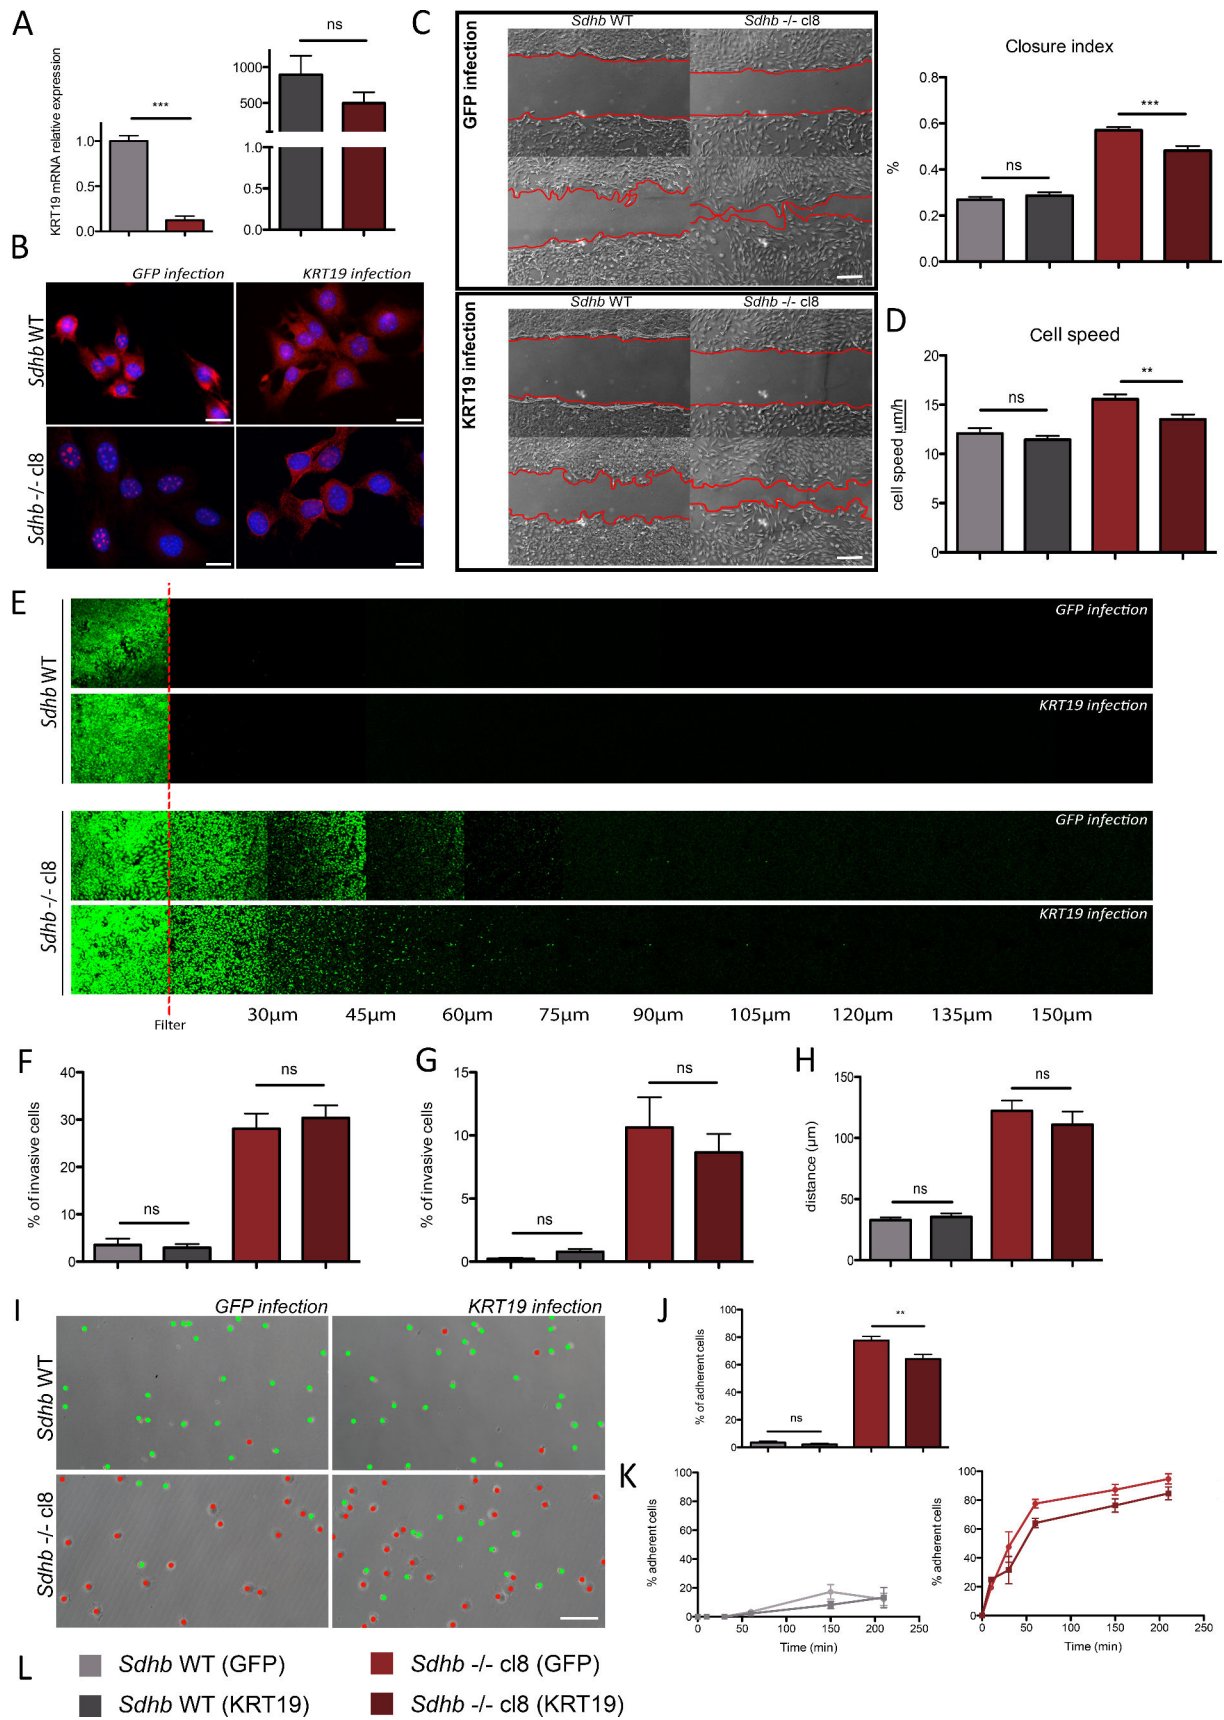 A
KRT19 mRNA relative expression
1.0
0.5
0.0
***
1000
500
1.0
0.5
0.0
ns
B
GFP infection
KRT19 infection
Sdhb WT
Sdhb -/- cl8
C
Sdhb WT
Sdhb -/- cl8
GFP infection
Sdhb WT
Sdhb -/- cl8
KRT19 infection
Closure index
%
0.8
0.6
0.4
0.2
0.0
ns
***
D
Cell speed
cell speed µm/h
20
15
10
5
0
ns
**
E
Sdhb WT
GFP infection
KRT19 infection
Sdhb -/- cl8
GFP infection
KRT19 infection
Filter
30µm
45µm
60µm
75µm
90µm
105µm
120µm
135µm
150µm
F
% of invasive cells
40
30
20
10
0
ns
ns
G
% of invasive cells
15
10
5
0
ns
ns
H
distance (µm)
150
100
50
0
ns
ns
I
GFP infection
KRT19 infection
Sdhb WT
Sdhb -/- cl8
J
% of adherent cells
100
80
60
40
20
0
ns
**
K
% adherent cells
100
80
60
40
20
0
0
50
100
150
200
250
Time (min)
% adherent cells
100
80
60
40
20
0
0
50
100
150
200
250
Time (min)
L
Sdhb WT (GFP)
Sdhb -/- cl8 (GFP)
Sdhb WT (KRT19)
Sdhb -/- cl8 (KRT19)